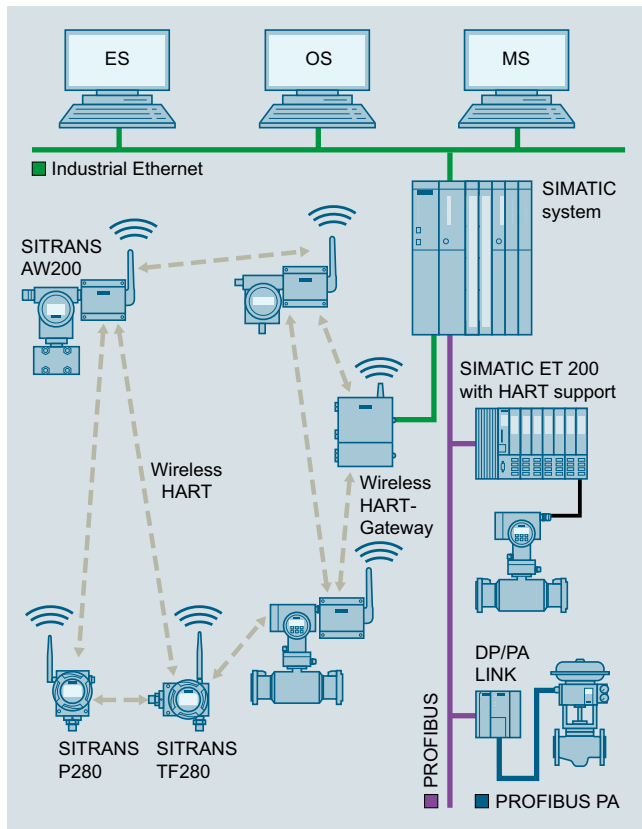 ES
OS
MS
Industrial Ethernet
SIMATIC
system
SITRANS
AW200
SIMATIC ET 200
with HART support
Wireless
HART
Wireless
HART-
Gateway
DP/PA
LINK
SITRANS
P280
SITRANS
TF280
PROFIBUS
PROFIBUS PA